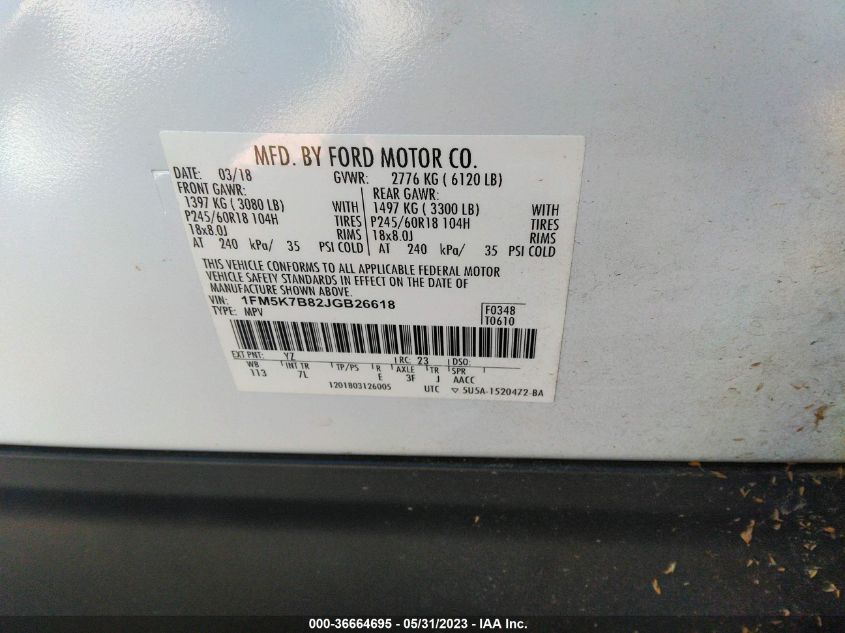 MFD. BY FORD MOTOR CO.
DATE: 03/18 GVWR: 2776 KG ( 6120 LB)
FRONT GAWR: REAR GAWR:
1397 KG ( 3080 LB) WITH 1497 KG ( 3300 LB) WITH
P245/60R18 104H TIRES P245/60R18 104H TIRES
18x8.0J RIMS 18x8.0J RIMS
AT 240 kPa/ 35 PSI COLD AT 240 kPa/ 35 PSI COLD
THIS VEHICLE CONFORMS TO ALL APPLICABLE FEDERAL MOTOR
VEHICLE SAFETY STANDARDS IN EFFECT ON THE DATE OF
MANUFACTURE SHOWN ABOVE.
VIN: 1FM5K7B82JGB26618 F0348
TYPE: MPV T0610
EXT PNT: YZ RC: 23 DSO:
WB INT TR TP/PS R AXLE TR SPR
113 7L E 3F J AACC
1201803126005 UTC ▽ 5U5A-1520472-BA
000-36664695 - 05/31/2023 - IAA Inc.